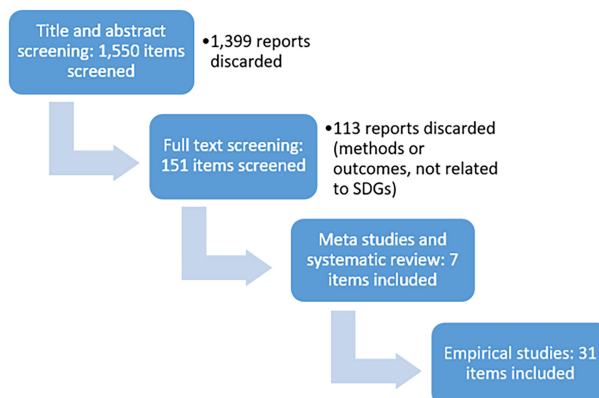 Title and abstract
screening: 1,550 items
screened
•1,399 reports
discarded
Full text screening:
151 items screened
•113 reports discarded
(methods or
outcomes, not related
to SDGs)
Meta studies and
systematic review: 7
items included
Empirical studies: 31
items included